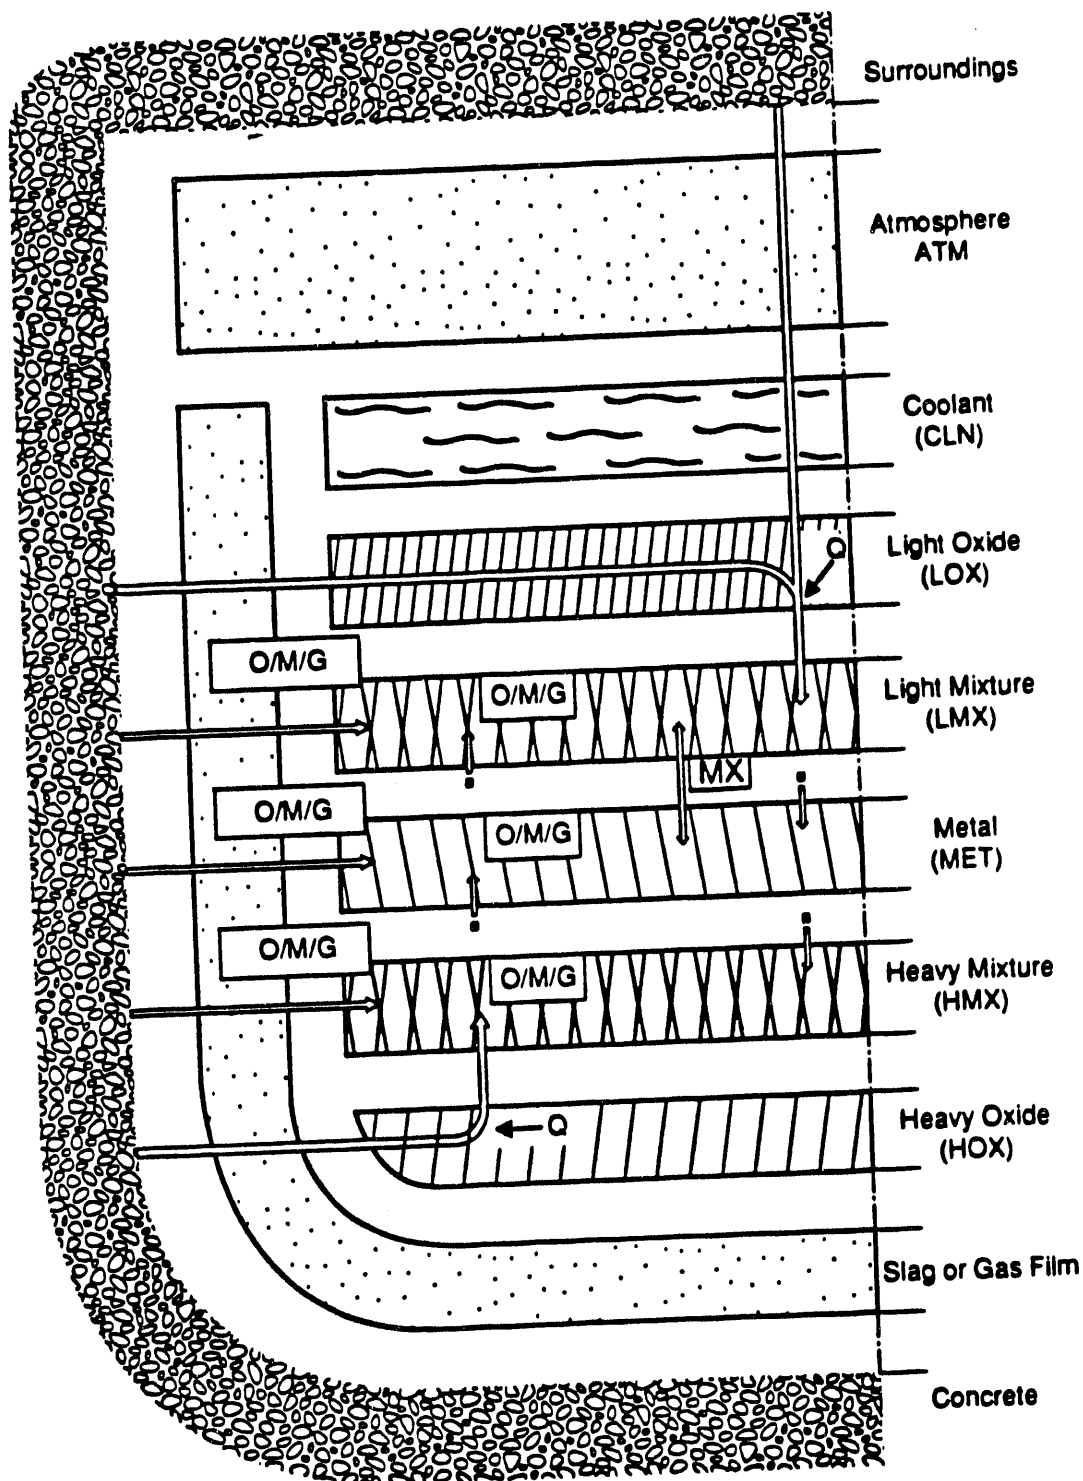 Surroundings
Atmosphere
ATM
Coolant
(CLN)
Q
Light Oxide
(LOX)
O/M/G
O/M/G
Light Mixture
(LMX)
MX
O/M/G
O/M/G
Metal
(MET)
O/M/G
O/M/G
Heavy Mixture
(HMX)
Q
Heavy Oxide
(HOX)
Slag or Gas Film
Concrete